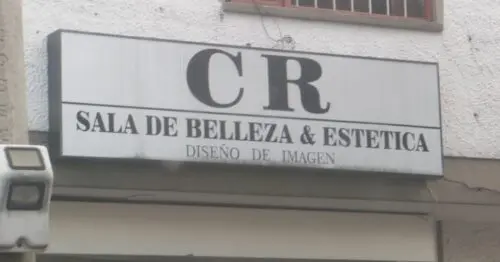 CR
SALA DE BELLEZA & ESTETICA
DISEÑO DE IMAGEN